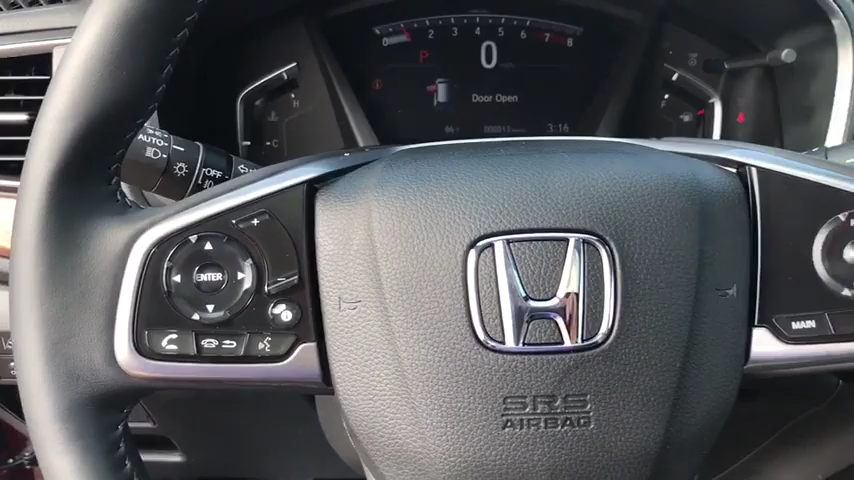 0 1 2 3 4 5 6 7 8
P
0
H
C
F
Door Open
3:16
AUTO
OFF
+
ENTER
-
i
MAIN
SRS
AIRBAG